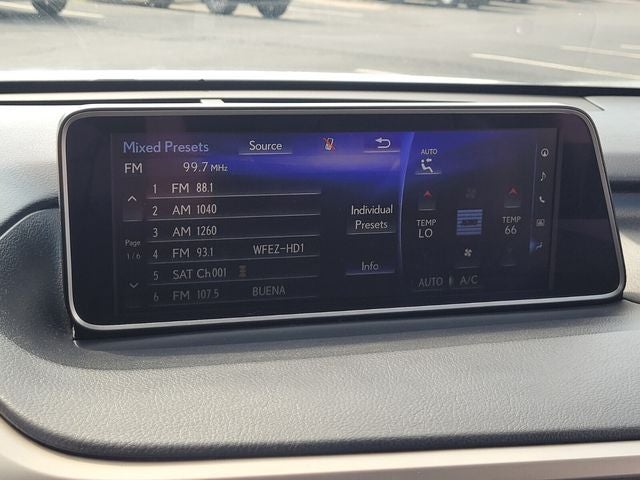 Mixed Presets Source
FM 99.7 MHz
1 FM 88.1
2 AM 1040
3 AM 1260
4 FM 93.1 WFEZ-HD1
5 SAT Ch001
6 FM 107.5 BUENA
Page
1/6
Individual
Presets
Info
AUTO
TEMP
LO
TEMP
66
AUTO A/C